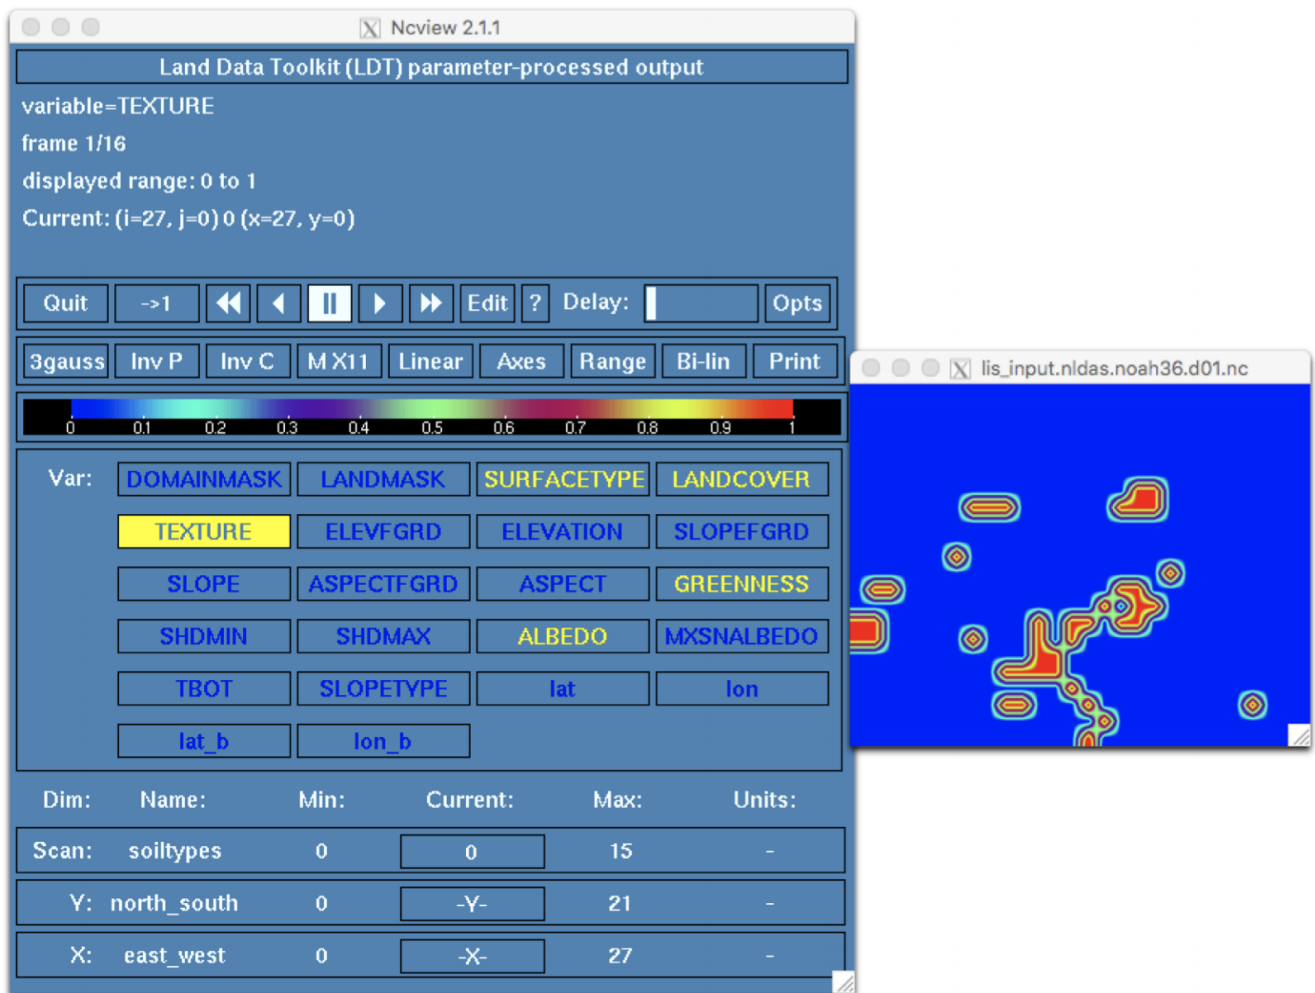 Ncview 2.1.1
Land Data Toolkit (LDT) parameter-processed output
variable=TEXTURE
frame 1/16
displayed range: 0 to 1
Current: (i=27, j=0) 0 (x=27, y=0)
Quit ->1 Edit ? Delay: Opts
3gauss Inv P Inv C M X11 Linear Axes Range Bi-lin Print
0 0.1 0.2 0.3 0.4 0.5 0.6 0.7 0.8 0.9 1
Var: DOMAINMASK LANDMASK SURFACETYPE LANDCOVER
TEXTURE ELEVFGRD ELEVATION SLOPEFGRD
SLOPE ASPECTFGRD ASPECT GREENNESS
SHDMIN SHDMAX ALBEDO MXSNALBEDO
TBOT SLOPETYPE lat lon
lat_b lon_b
Dim: Name: Min: Current: Max: Units:
Scan: soiltypes 0 0 15 -
Y: north_south 0 -Y- 21 -
X: east_west 0 -X- 27 -
lis_input.nldas.noah36.d01.nc